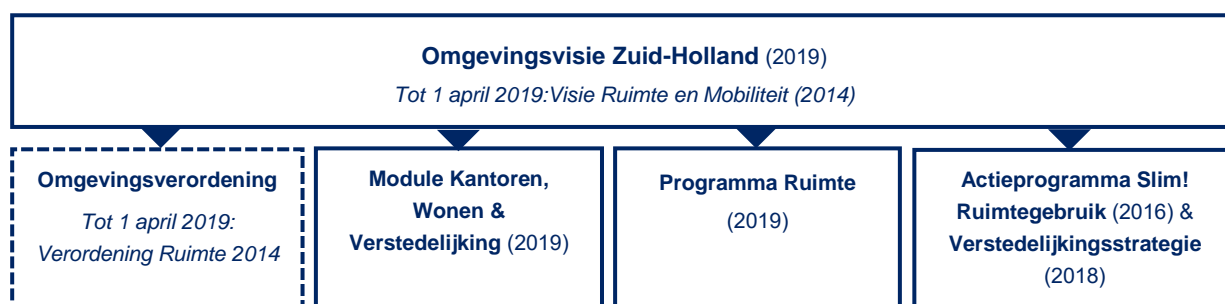 Omgevingsvisie Zuid-Holland (2019)
Tot 1 april 2019:Visie Ruimte en Mobiliteit (2014)
Omgevingsverordening
Tot 1 april 2019:
Verordening Ruimte 2014
Module Kantoren,
Wonen &
Verstedelijking (2019)
Programma Ruimte
(2019)
Actieprogramma Slim!
Ruimtegebruik (2016) &
Verstedelijkingsstrategie
(2018)